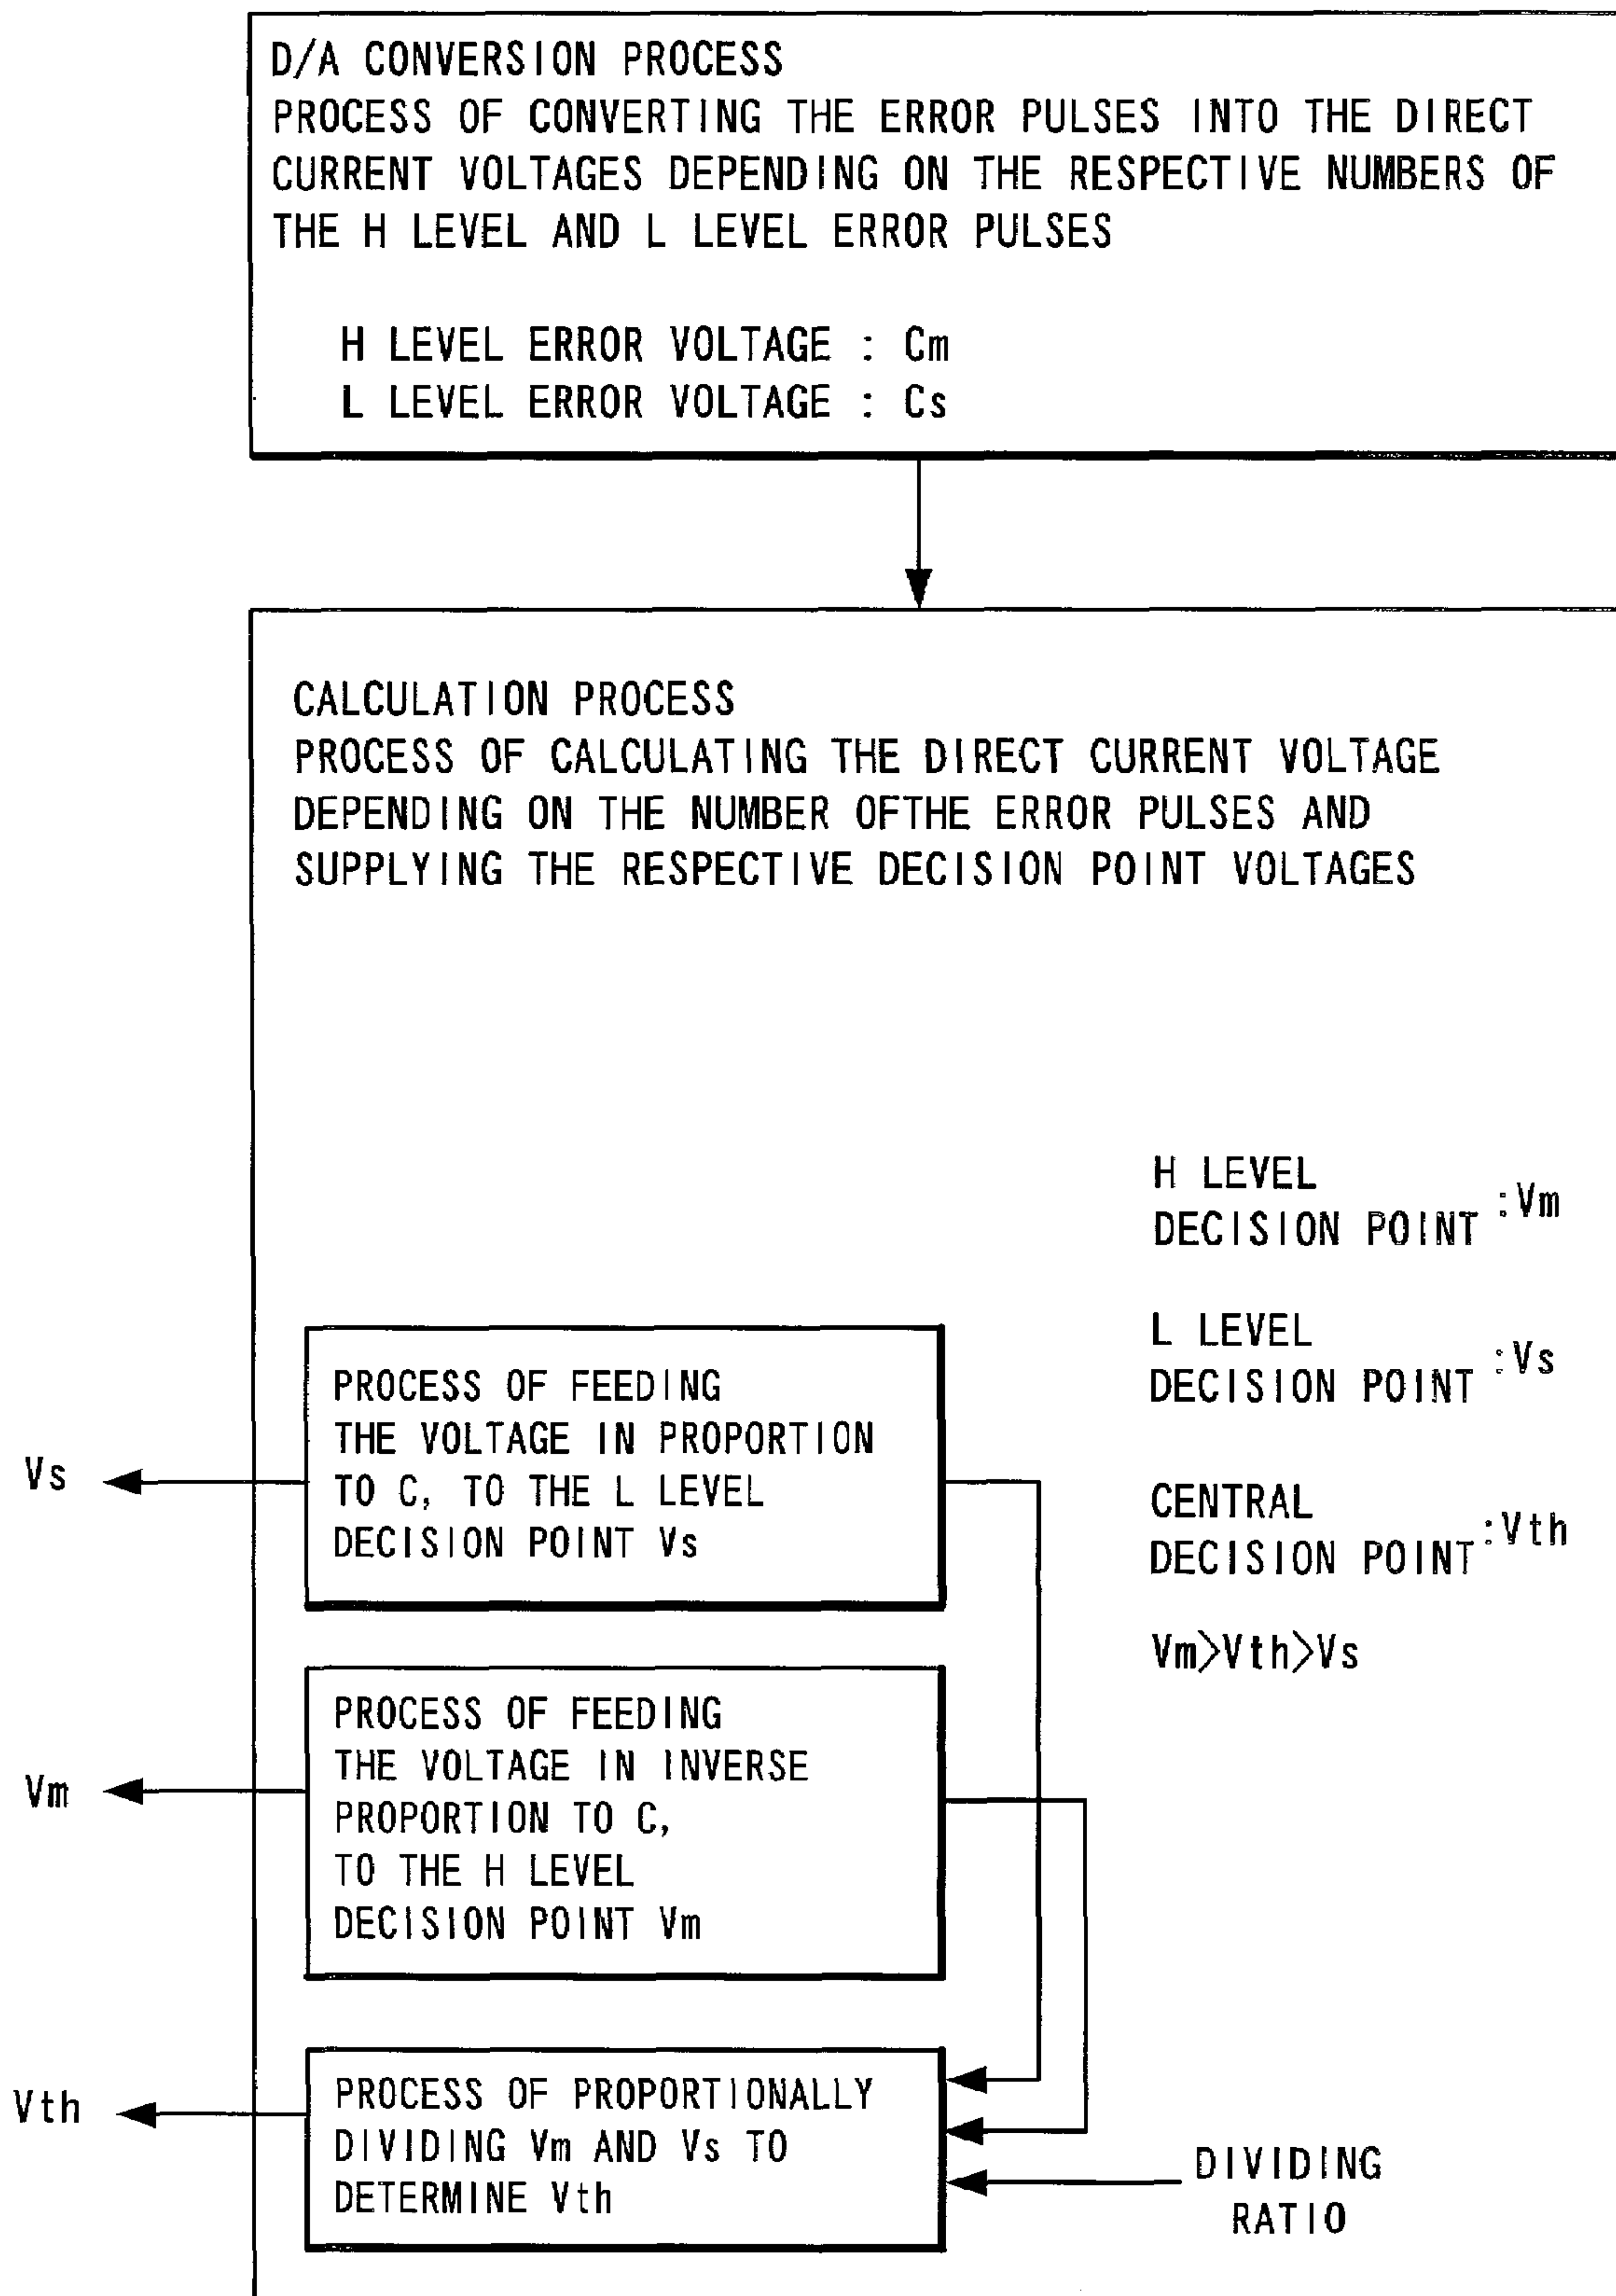 D/A CONVERSION PROCESS
PROCESS OF CONVERTING THE ERROR PULSES INTO THE DIRECT
CURRENT VOLTAGES DEPENDING ON THE RESPECTIVE NUMBERS OF
THE H LEVEL AND L LEVEL ERROR PULSES
H LEVEL ERROR VOLTAGE : Cm
L LEVEL ERROR VOLTAGE : Cs
CALCULATION PROCESS
PROCESS OF CALCULATING THE DIRECT CURRENT VOLTAGE
DEPENDING ON THE NUMBER OFTHE ERROR PULSES AND
SUPPLYING THE RESPECTIVE DECISION POINT VOLTAGES
H LEVEL
DECISION POINT :Vm
L LEVEL
DECISION POINT :Vs
CENTRAL
DECISION POINT :Vth
Vm>Vth>Vs
Vs
PROCESS OF FEEDING
THE VOLTAGE IN PROPORTION
TO C, TO THE L LEVEL
DECISION POINT Vs
Vm
PROCESS OF FEEDING
THE VOLTAGE IN INVERSE
PROPORTION TO C,
TO THE H LEVEL
DECISION POINT Vm
Vth
PROCESS OF PROPORTIONALLY
DIVIDING Vm AND Vs TO
DETERMINE Vth
DIVIDING
RATIO